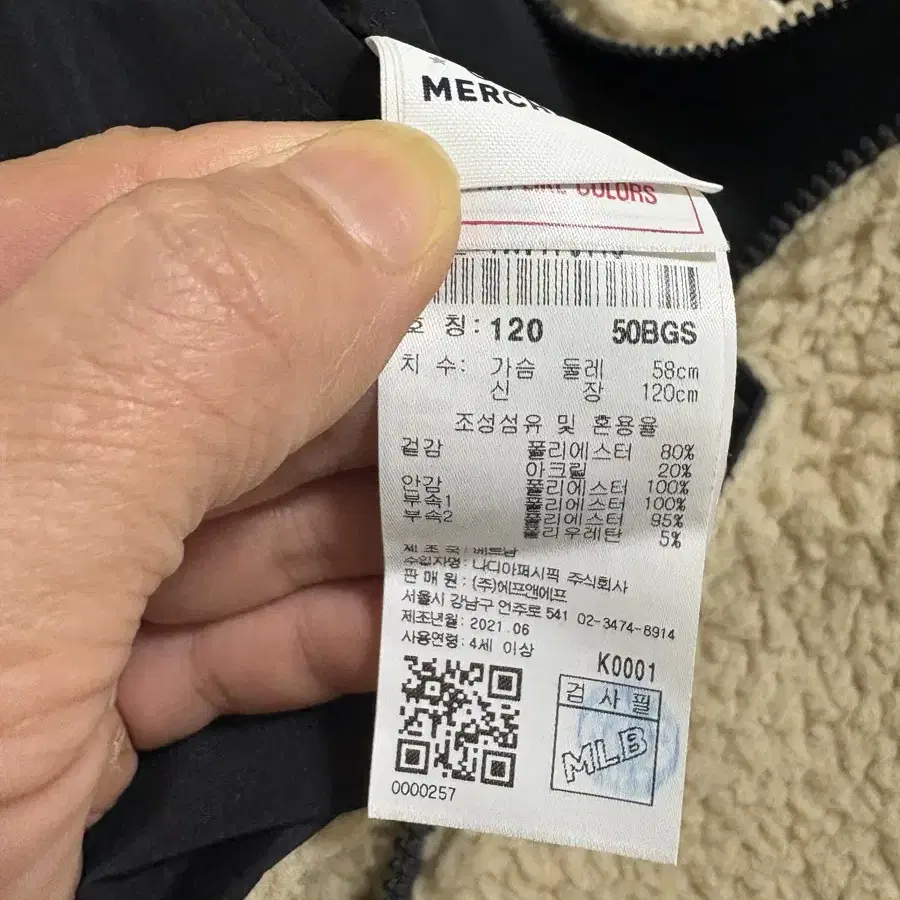 COLORS
호 칭: 120 50BGS
치 수: 가슴 둘레 58cm
신 장 120cm
조성섬유 및 혼용율
겉감 폴리에스터 80%
아크릴 20%
안감 폴리에스터 100%
부속1 폴리에스터 100%
부속2 폴리에스터 95%
폴리우레탄 5%
제 조 국: 베트남
수입자명: 나디아퍼시픽 주식회사
판 매 원: (주)에프앤에프
서울시 강남구 언주로 541 02-3474-8914
제조년월: 2021.06
사용연령: 4세 이상
K0001
검 사 필
MLB
0000257